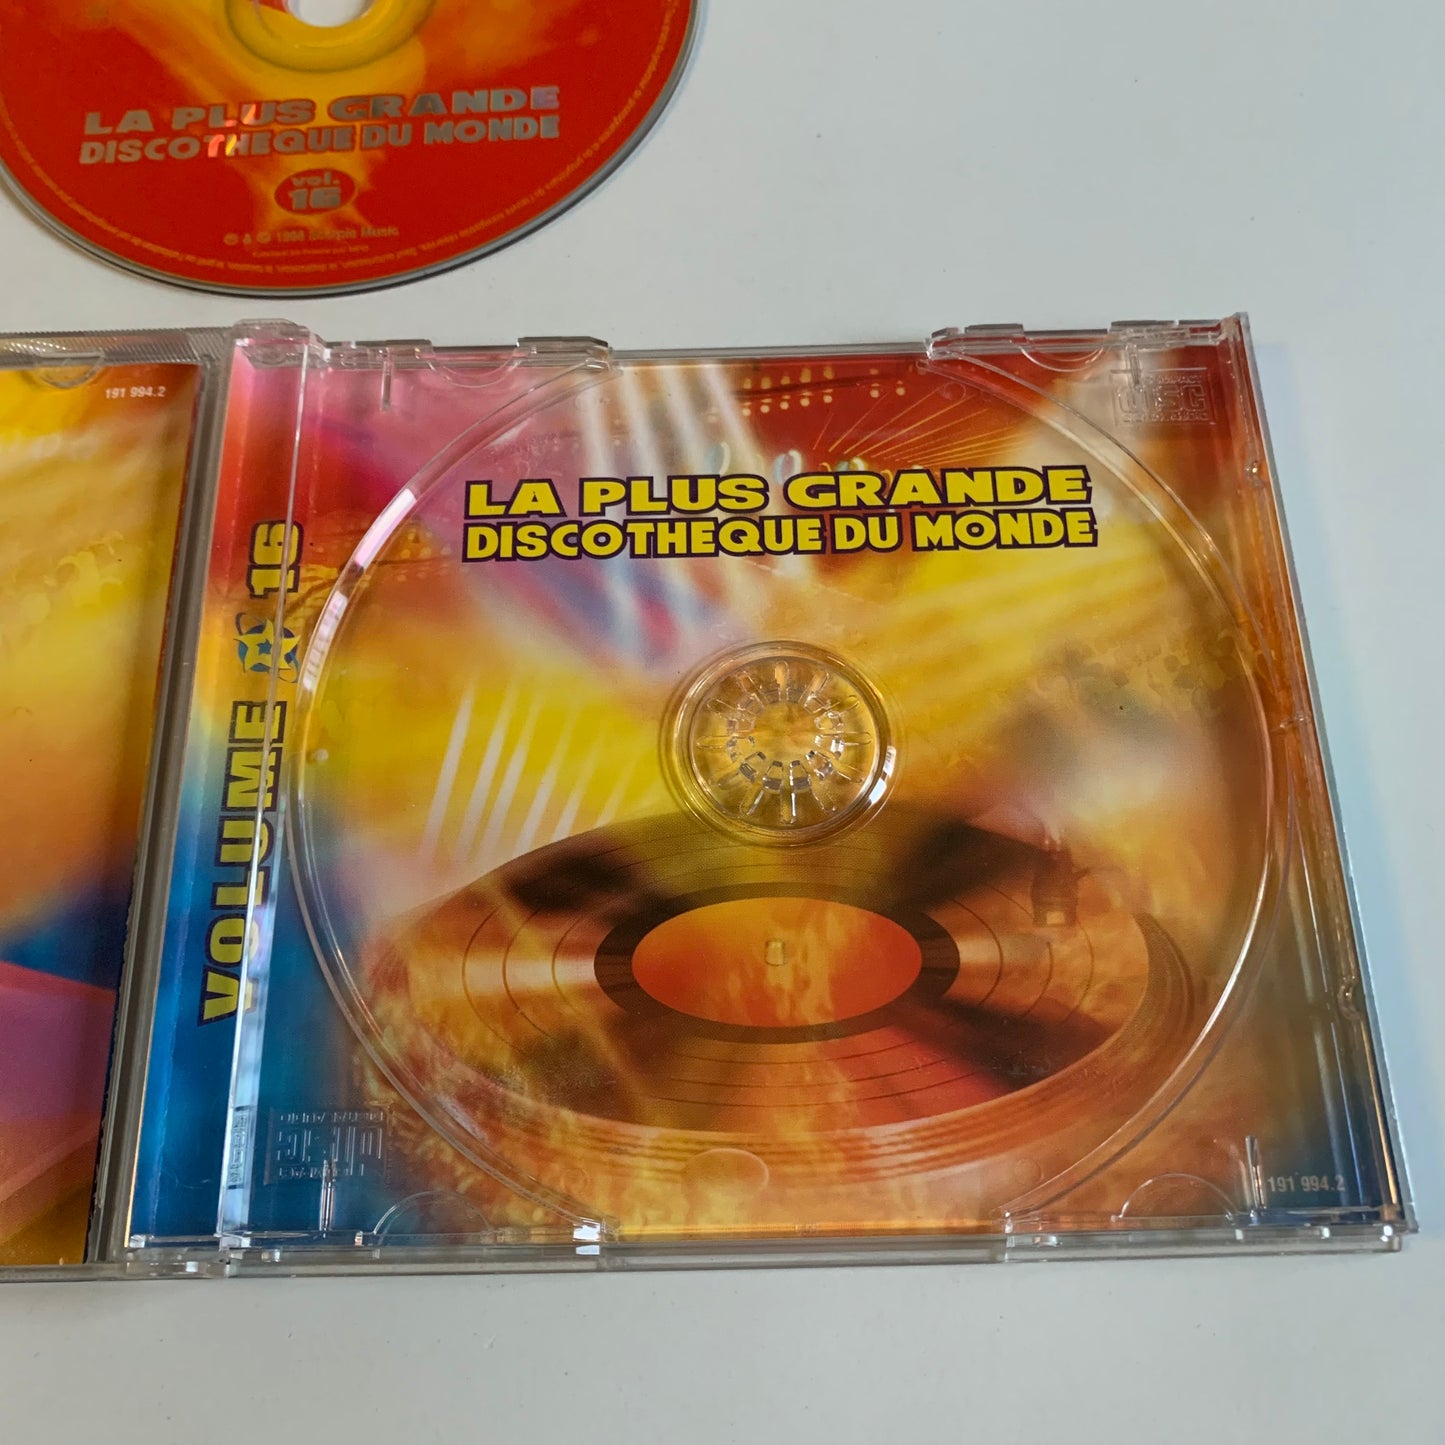 LA PLUS GRANDE
DISCOTHEQUE DU MONDE
vol.
16
191 994.2
VOLUME 16
LA PLUS GRANDE
DISCOTHEQUE DU MONDE
191 994.2